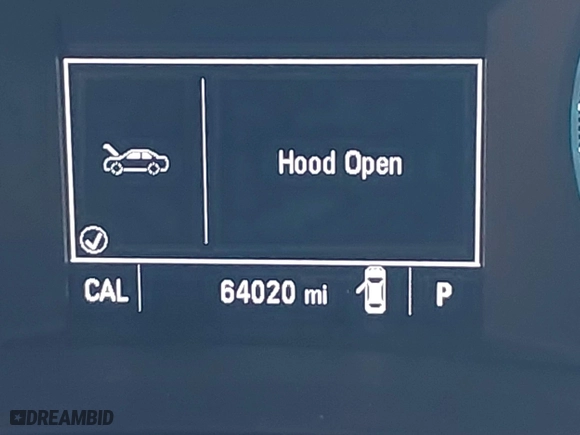 Hood Open
CAL 64020 mi P
DREAMBID